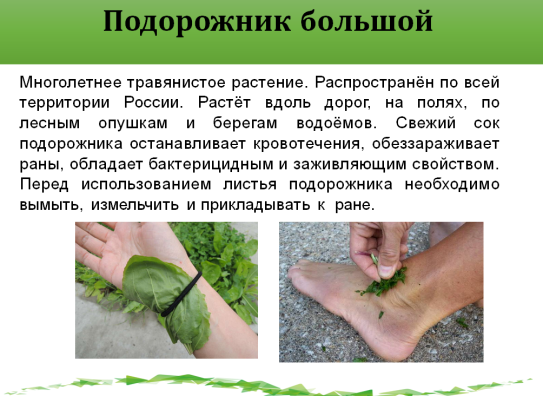 Подорожник большой
Многолетнее травянистое растение. Распространён по всей
территории России. Растёт вдоль дорог, на полях, по
лесным опушкам и берегам водоёмов. Свежий сок
подорожника останавливает кровотечения, обеззараживает
раны, обладает бактерицидным и заживляющим свойством.
Перед использованием листья подорожника необходимо
вымыть, измельчить и прикладывать к ране.